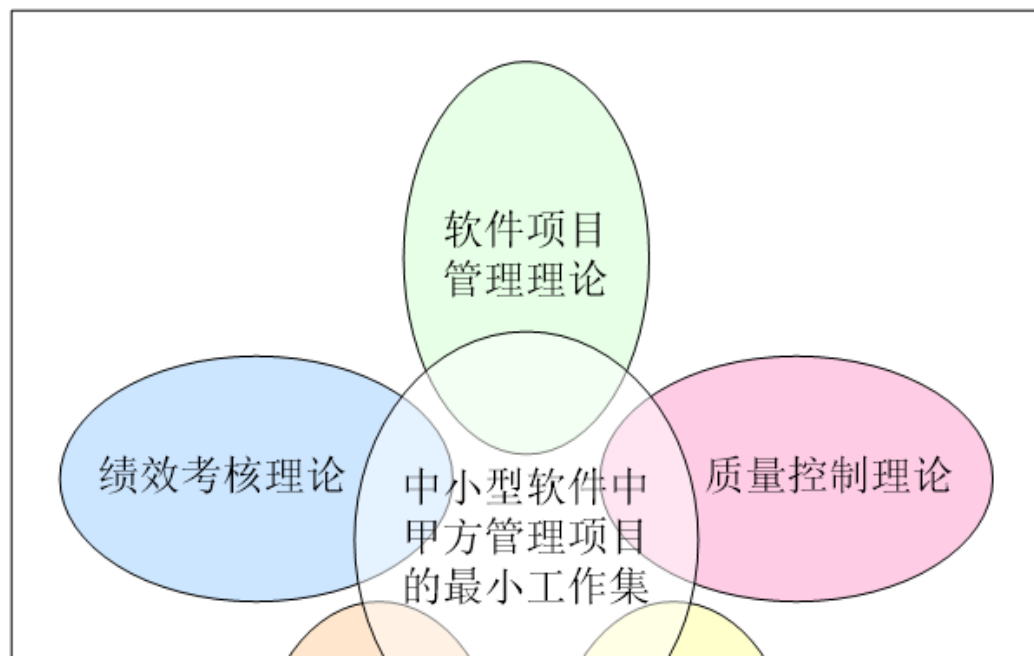 软件项目
管理理论
绩效考核理论
中小型软件中
甲方管理项目
的最小工作集
质量控制理论